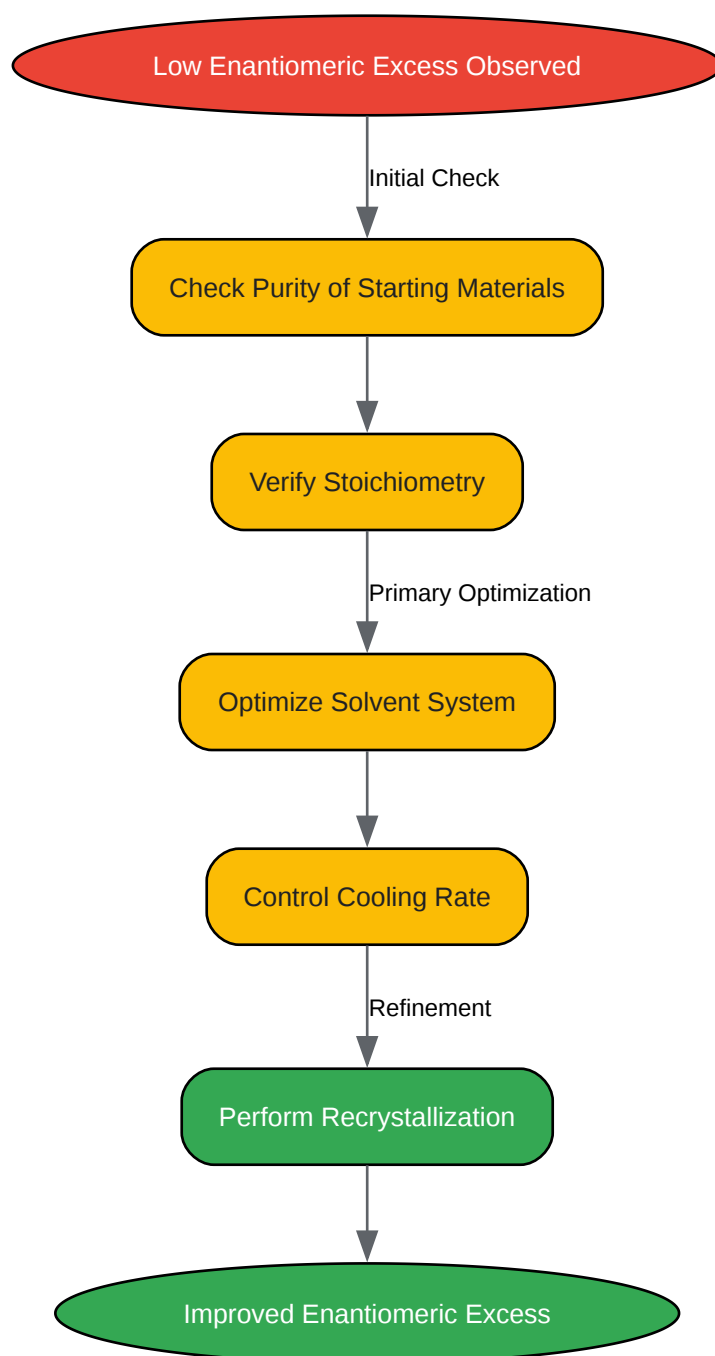 Low Enantiomeric Excess Observed
Initial Check
Check Purity of Starting Materials
Verify Stoichiometry
Primary Optimization
Optimize Solvent System
Control Cooling Rate
Refinement
Perform Recrystallization
Improved Enantiomeric Excess